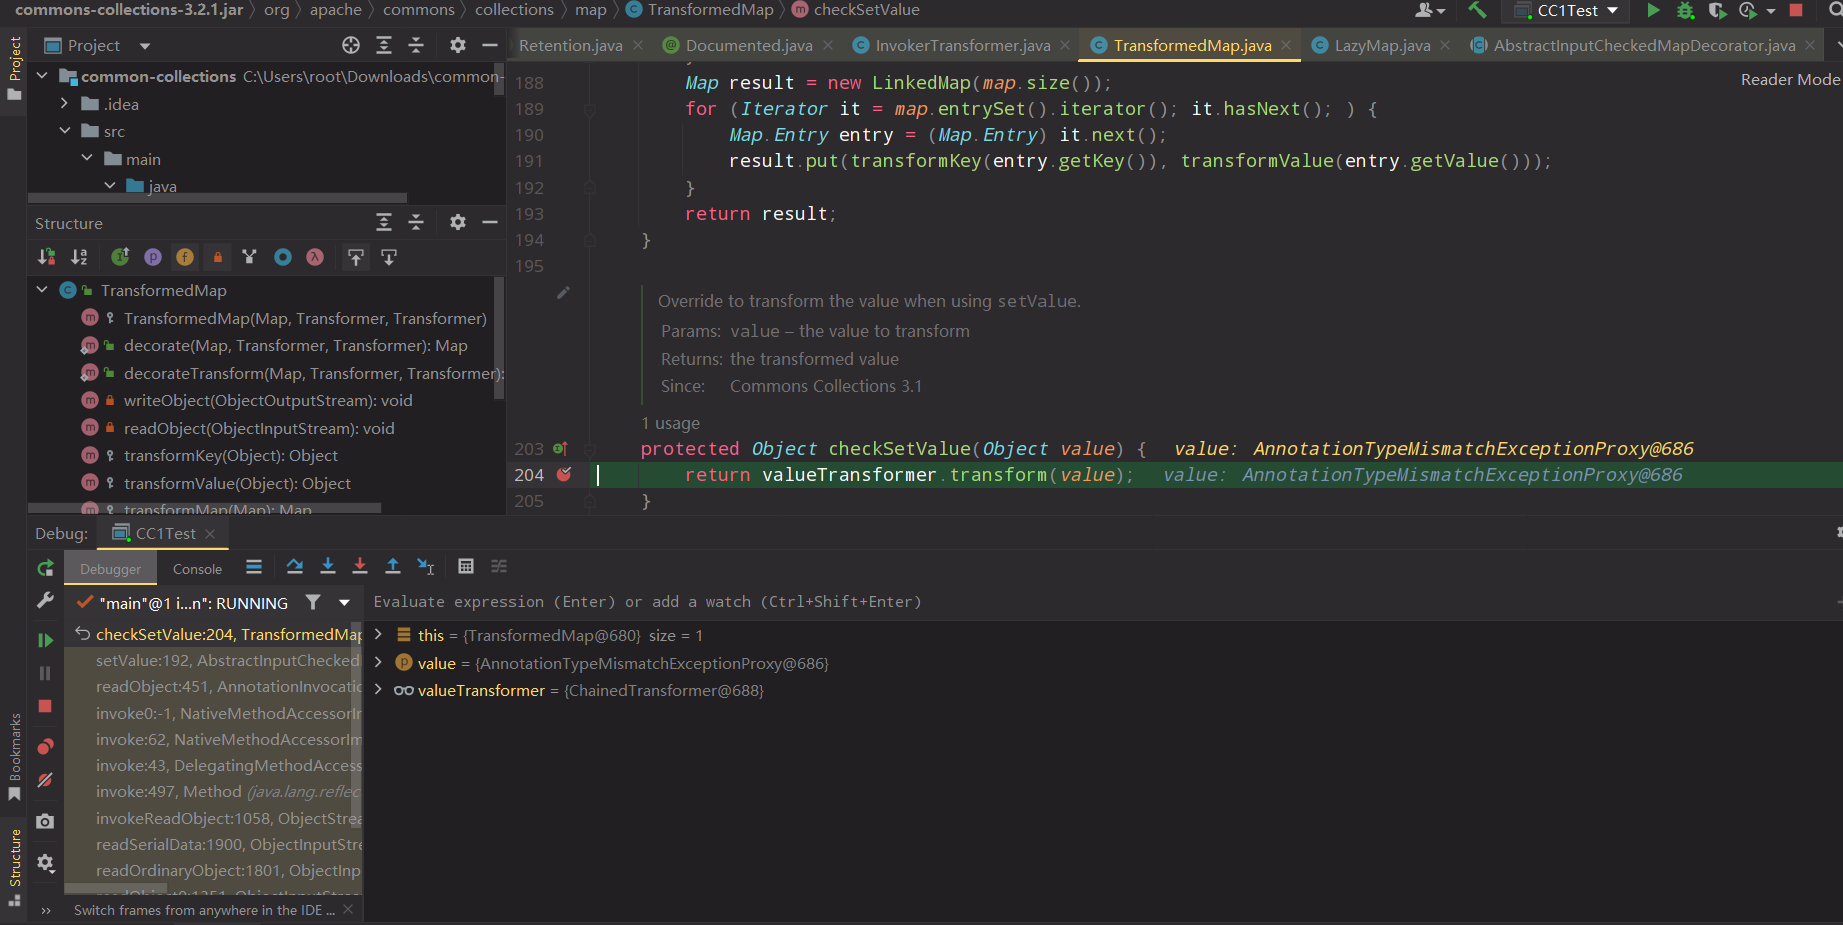 commons-collections-3.2.1.jar org apache commons collections map TransformedMap checkSetValue CC1Test
Project
Project
Retention.java Documented.java InvokerTransformer.java TransformedMap.java LazyMap.java AbstractInputCheckedMapDecorator.java
common-collections C:\Users\root\Downloads\common-
.idea
src
main
java
Structure
TransformedMap
TransformedMap(Map, Transformer, Transformer)
decorate(Map, Transformer, Transformer): Map
decorateTransform(Map, Transformer, Transformer):
writeObject(ObjectOutputStream): void
readObject(ObjectInputStream): void
transformKey(Object): Object
transformValue(Object): Object
transformMap(Map): Map
Reader Mode
188 Map result = new LinkedMap(map.size());
189 for (Iterator it = map.entrySet().iterator(); it.hasNext(); ) {
190 Map.Entry entry = (Map.Entry) it.next();
191 result.put(transformKey(entry.getKey()), transformValue(entry.getValue()));
192 }
193 return result;
194 }
195
Override to transform the value when using setValue.
Params: value – the value to transform
Returns: the transformed value
Since: Commons Collections 3.1
1 usage
203 protected Object checkSetValue(Object value) { value: AnnotationTypeMismatchExceptionProxy@686
204 return valueTransformer.transform(value); value: AnnotationTypeMismatchExceptionProxy@686
205 }
Debug: CC1Test
Debugger Console
"main"@1 i...n": RUNNING
Evaluate expression (Enter) or add a watch (Ctrl+Shift+Enter)
checkSetValue:204, TransformedMap
setValue:192, AbstractInputChecked
readObject:451, AnnotationInvocatio
invoke0:-1, NativeMethodAccessorIm
invoke:62, NativeMethodAccessorIm
invoke:43, DelegatingMethodAccess
invoke:497, Method (java.lang.reflec
invokeReadObject:1058, ObjectStrea
readSerialData:1900, ObjectInputStre
readOrdinaryObject:1801, ObjectInp
readObject0:1351, ObjectInputStream
this = {TransformedMap@680} size = 1
value = {AnnotationTypeMismatchExceptionProxy@686}
valueTransformer = {ChainedTransformer@688}
Bookmarks
Structure
Switch frames from anywhere in the IDE ...